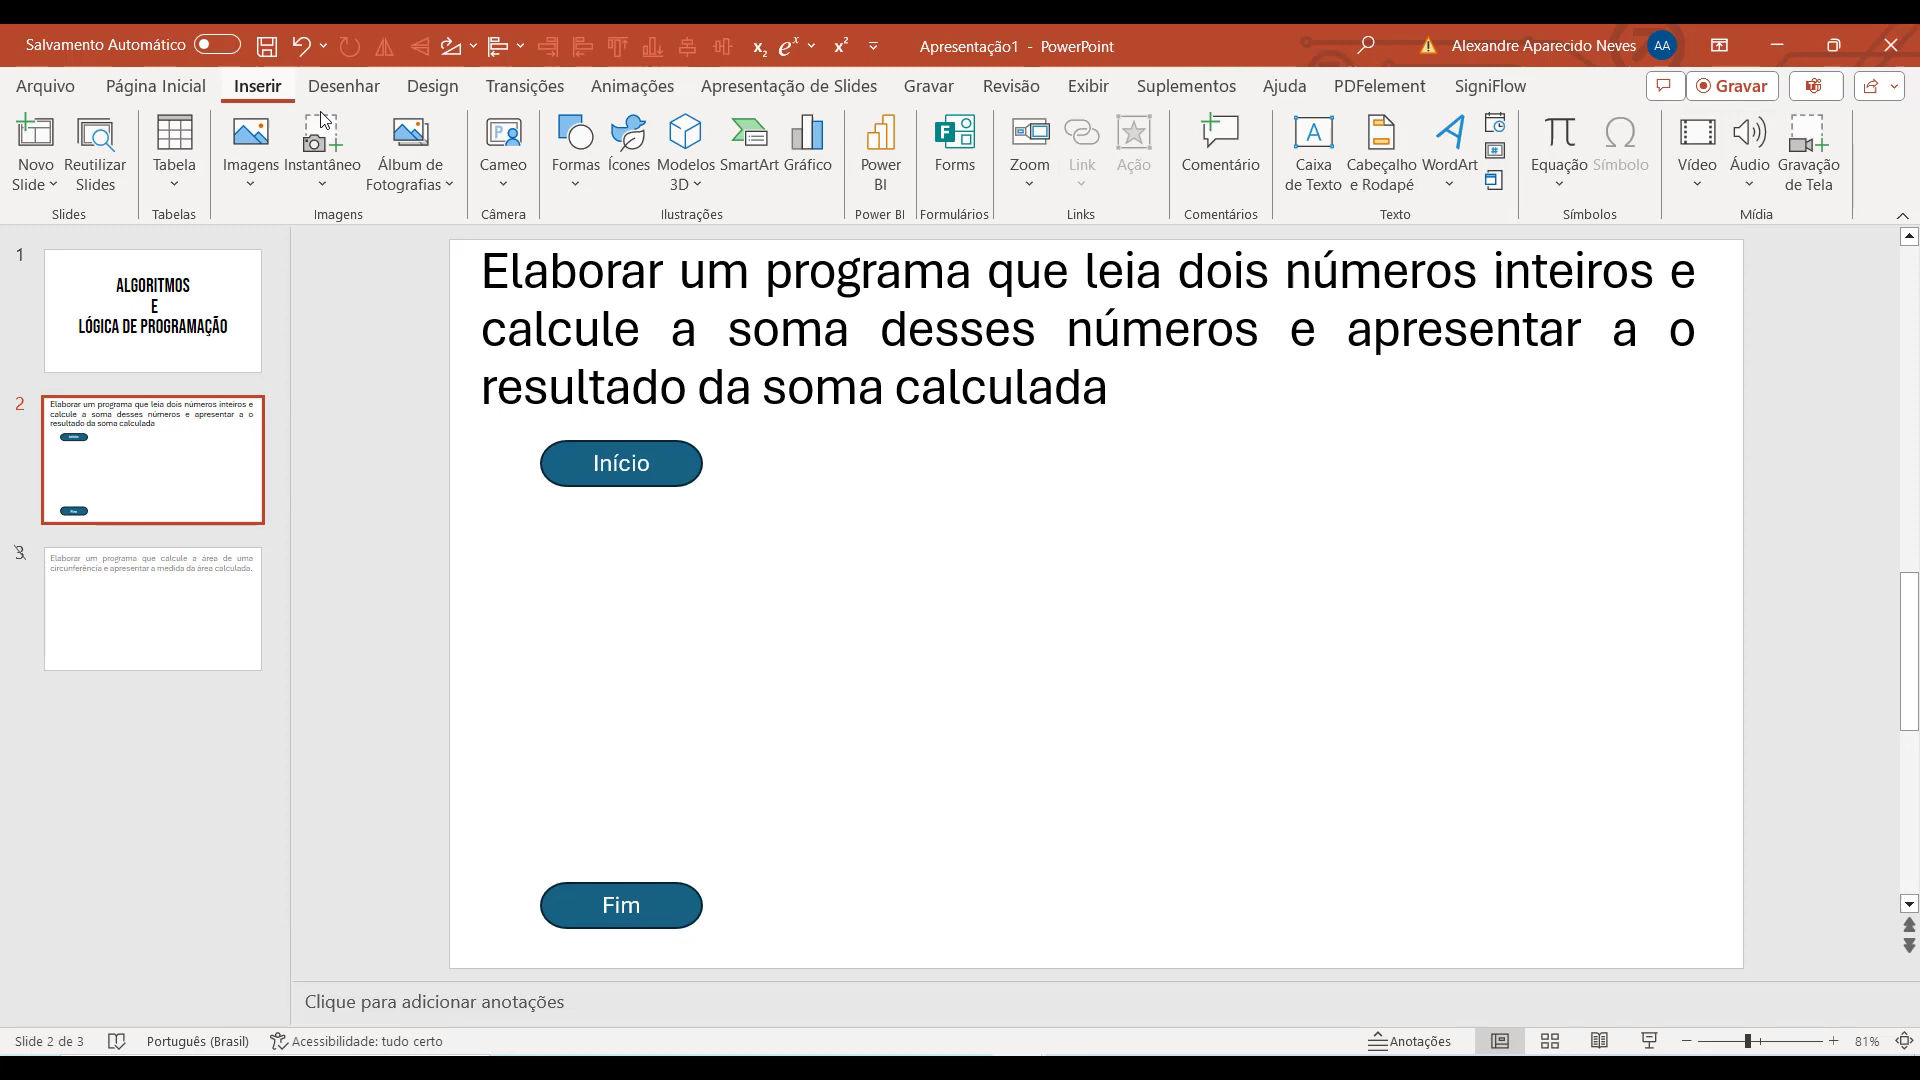 Salvamento Automático
Apresentação1 - PowerPoint
Alexandre Aparecido Neves
AA
Arquivo
Página Inicial
Inserir
Desenhar
Design
Transições
Animações
Apresentação de Slides
Gravar
Revisão
Exibir
Suplementos
Ajuda
PDFelement
SigniFlow
Gravar
Novo
Slide
Reutilizar
Slides
Tabela
Imagens
Instantâneo
Álbum de
Fotografias
Cameo
Formas
Ícones
Modelos
3D
SmartArt
Gráfico
Power
BI
Forms
Zoom
Link
Ação
Comentário
Caixa
de Texto
Cabeçalho
e Rodapé
WordArt
Equação
Símbolo
Vídeo
Áudio
Gravação
de Tela
Slides
Tabelas
Imagens
Câmera
Ilustrações
Power BI
Formulários
Links
Comentários
Texto
Símbolos
Mídia
1
ALGORITMOS
E
LÓGICA DE PROGRAMAÇÃO
2
Elaborar um programa que leia dois números inteiros e
calcule a soma desses números e apresentar a o
resultado da soma calculada
Início
Fim
3
Elaborar um programa que calcule a área de uma
circunferência e apresentar a medida da área calculada.
Elaborar um programa que leia dois números inteiros e
calcule a soma desses números e apresentar a o
resultado da soma calculada
Início
Fim
Clique para adicionar anotações
Slide 2 de 3
Português (Brasil)
Acessibilidade: tudo certo
Anotações
81%